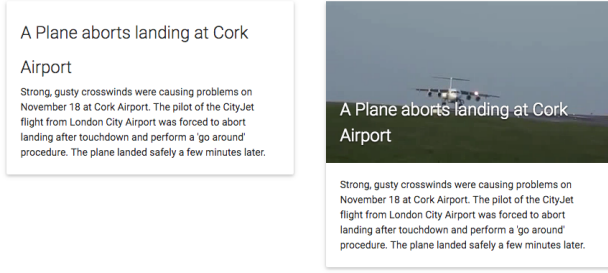 A Plane aborts landing at Cork
Airport
Strong, gusty crosswinds were causing problems on
November 18 at Cork Airport. The pilot of the CityJet
flight from London City Airport was forced to abort
landing after touchdown and perform a 'go around'
procedure. The plane landed safely a few minutes later.
A Plane aborts landing at Cork
Airport
Strong, gusty crosswinds were causing problems on
November 18 at Cork Airport. The pilot of the CityJet
flight from London City Airport was forced to abort
landing after touchdown and perform a 'go around'
procedure. The plane landed safely a few minutes later.